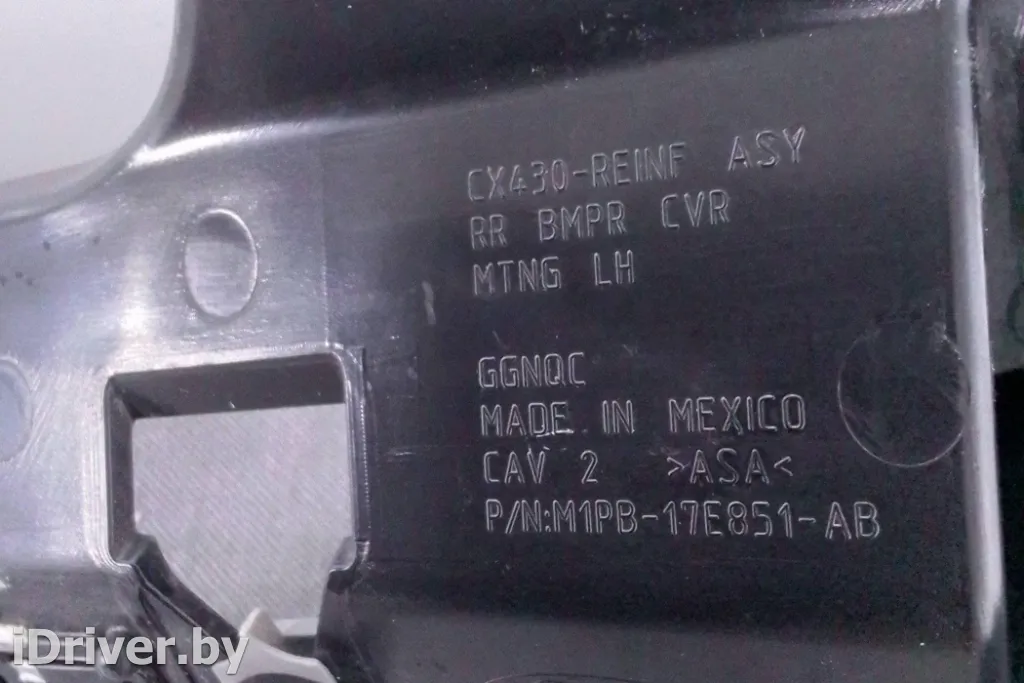 CX430-REINF ASY
RR BMPR CVR
MTNG LH
GGNQC
MADE IN MEXICO
CAV 2 >ASA<
P/N:M1PB-17E851-AB
iDriver.by